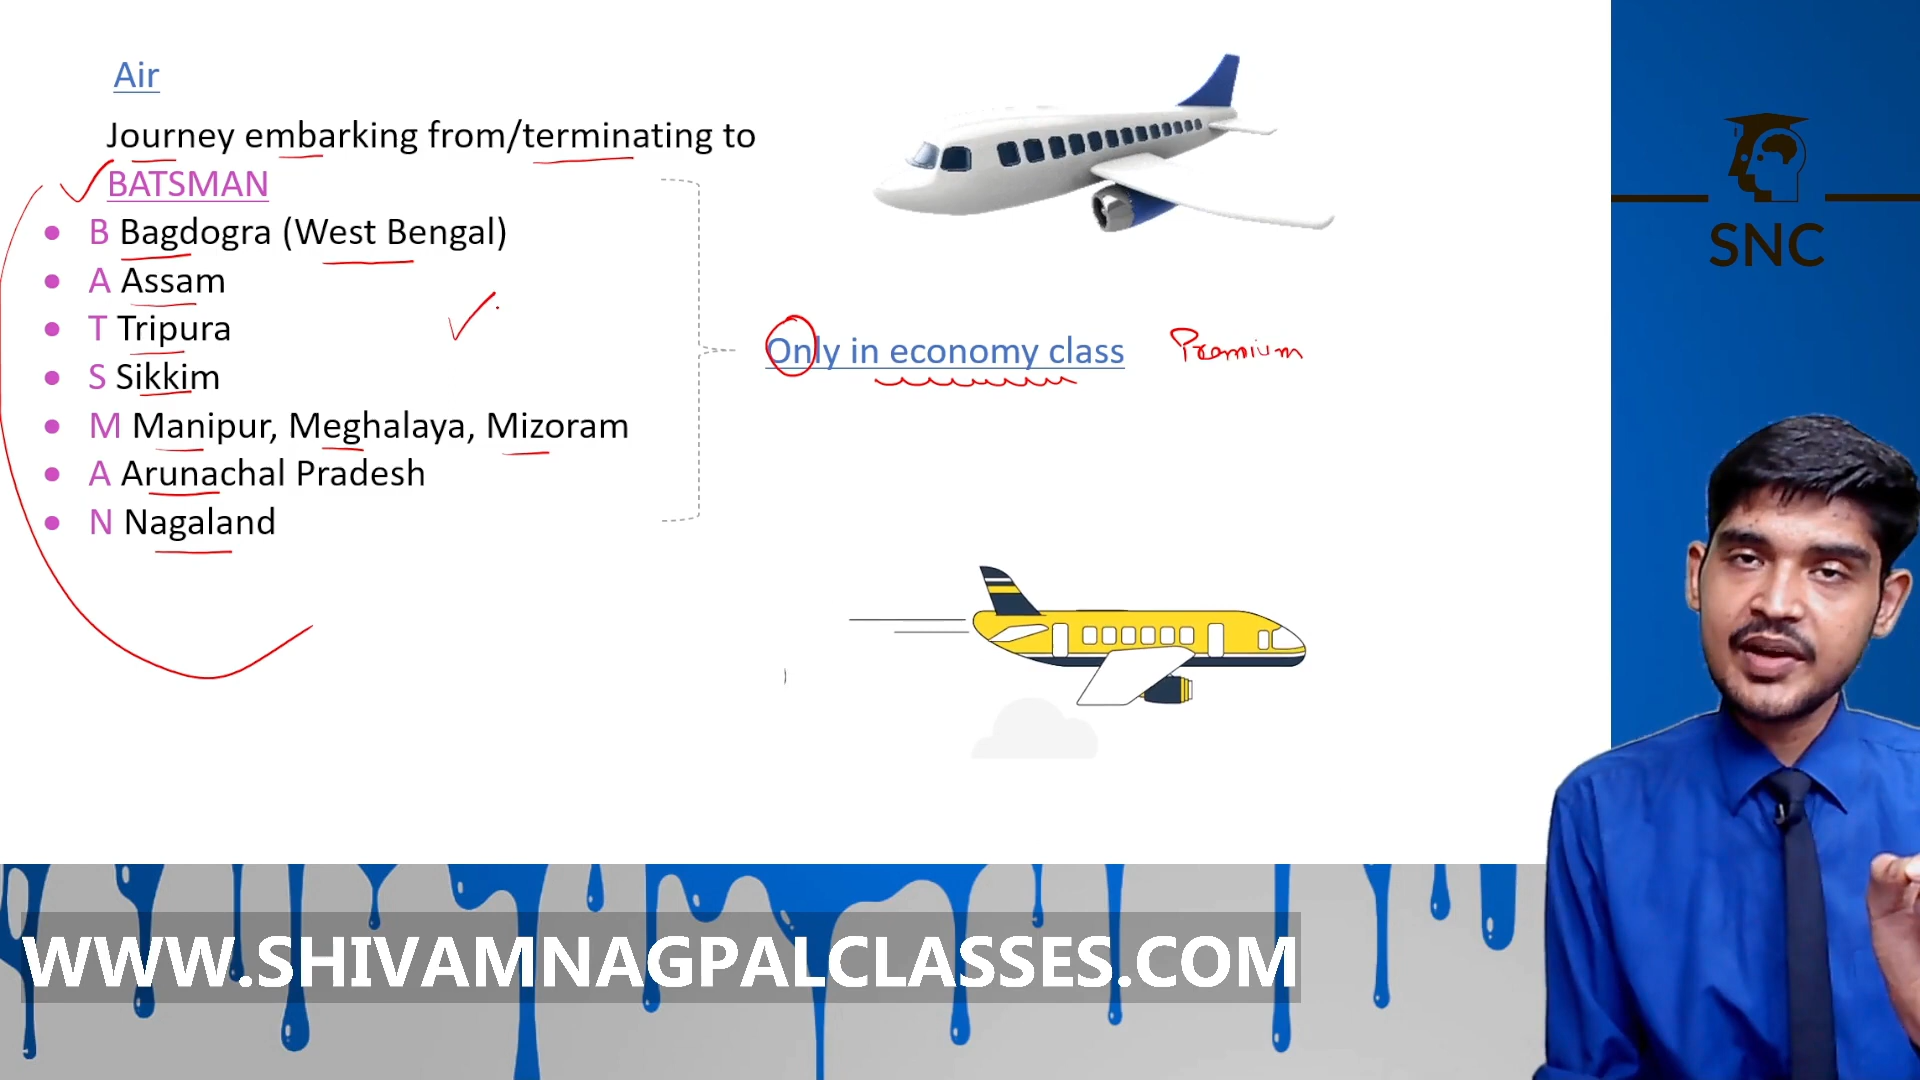 Air
Journey embarking from/terminating to
BATSMAN
• B Bagdogra (West Bengal)
• A Assam
• T Tripura
• S Sikkim
• M Manipur, Meghalaya, Mizoram
• A Arunachal Pradesh
• N Nagaland
Only in economy class
Premium
SNC
WWW.SHIVAMNAGPALCLASSES.COM